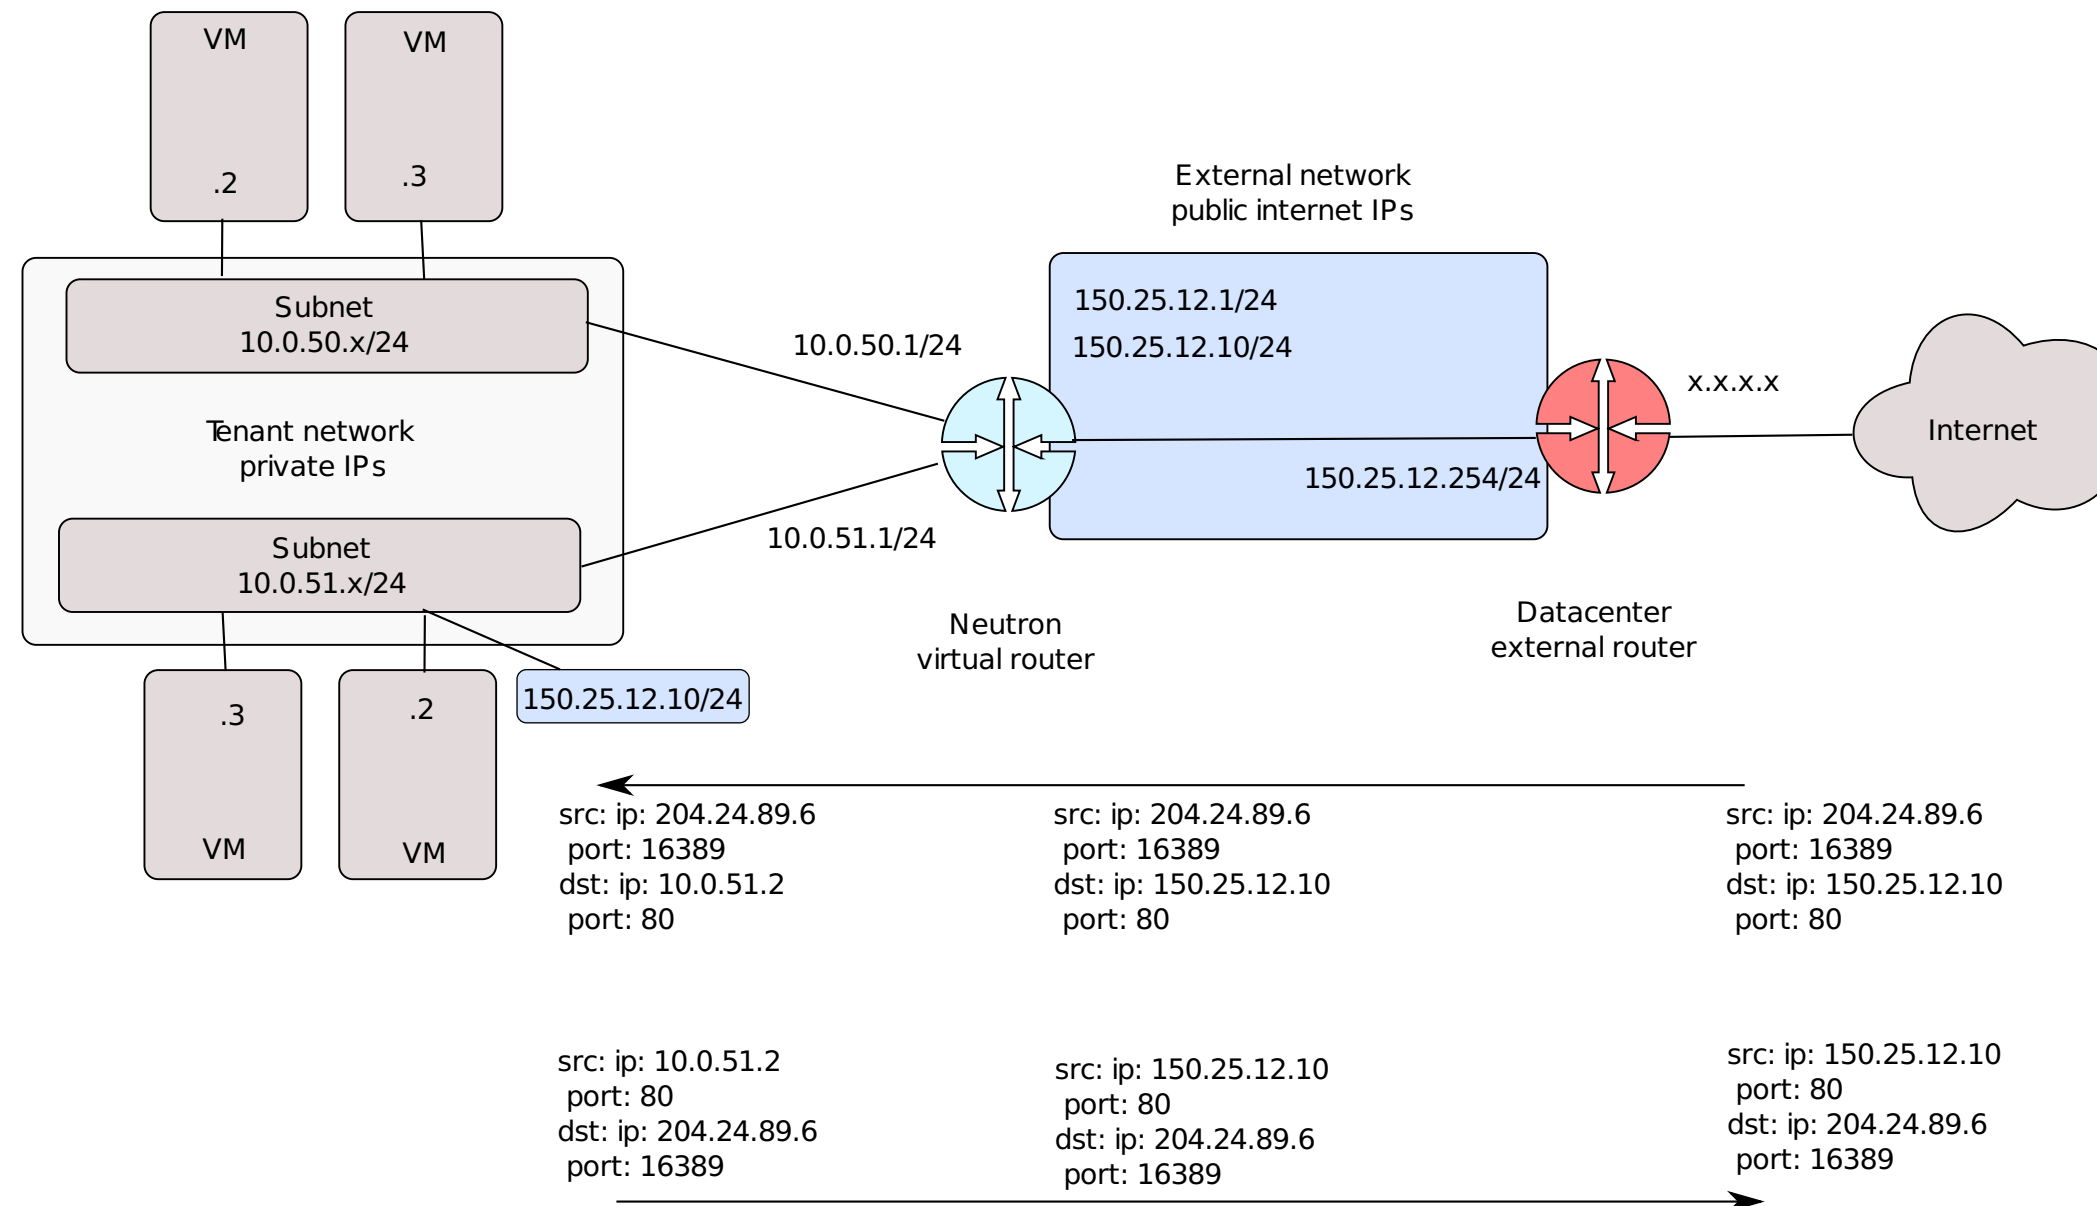 VM
VM
.2
.3
External network
public internet IPs
Subnet
10.0.50.x/24
150.25.12.1/24
150.25.12.10/24
10.0.50.1/24
x.x.x.x
Tenant network
private IPs
Internet
150.25.12.254/24
Subnet
10.0.51.x/24
10.0.51.1/24
Neutron
virtual router
Datacenter
external router
.3
.2
150.25.12.10/24
VM
VM
src: ip: 204.24.89.6
port: 16389
dst: ip: 10.0.51.2
port: 80
src: ip: 204.24.89.6
port: 16389
dst: ip: 150.25.12.10
port: 80
src: ip: 204.24.89.6
port: 16389
dst: ip: 150.25.12.10
port: 80
src: ip: 10.0.51.2
port: 80
dst: ip: 204.24.89.6
port: 16389
src: ip: 150.25.12.10
port: 80
dst: ip: 204.24.89.6
port: 16389
src: ip: 150.25.12.10
port: 80
dst: ip: 204.24.89.6
port: 16389